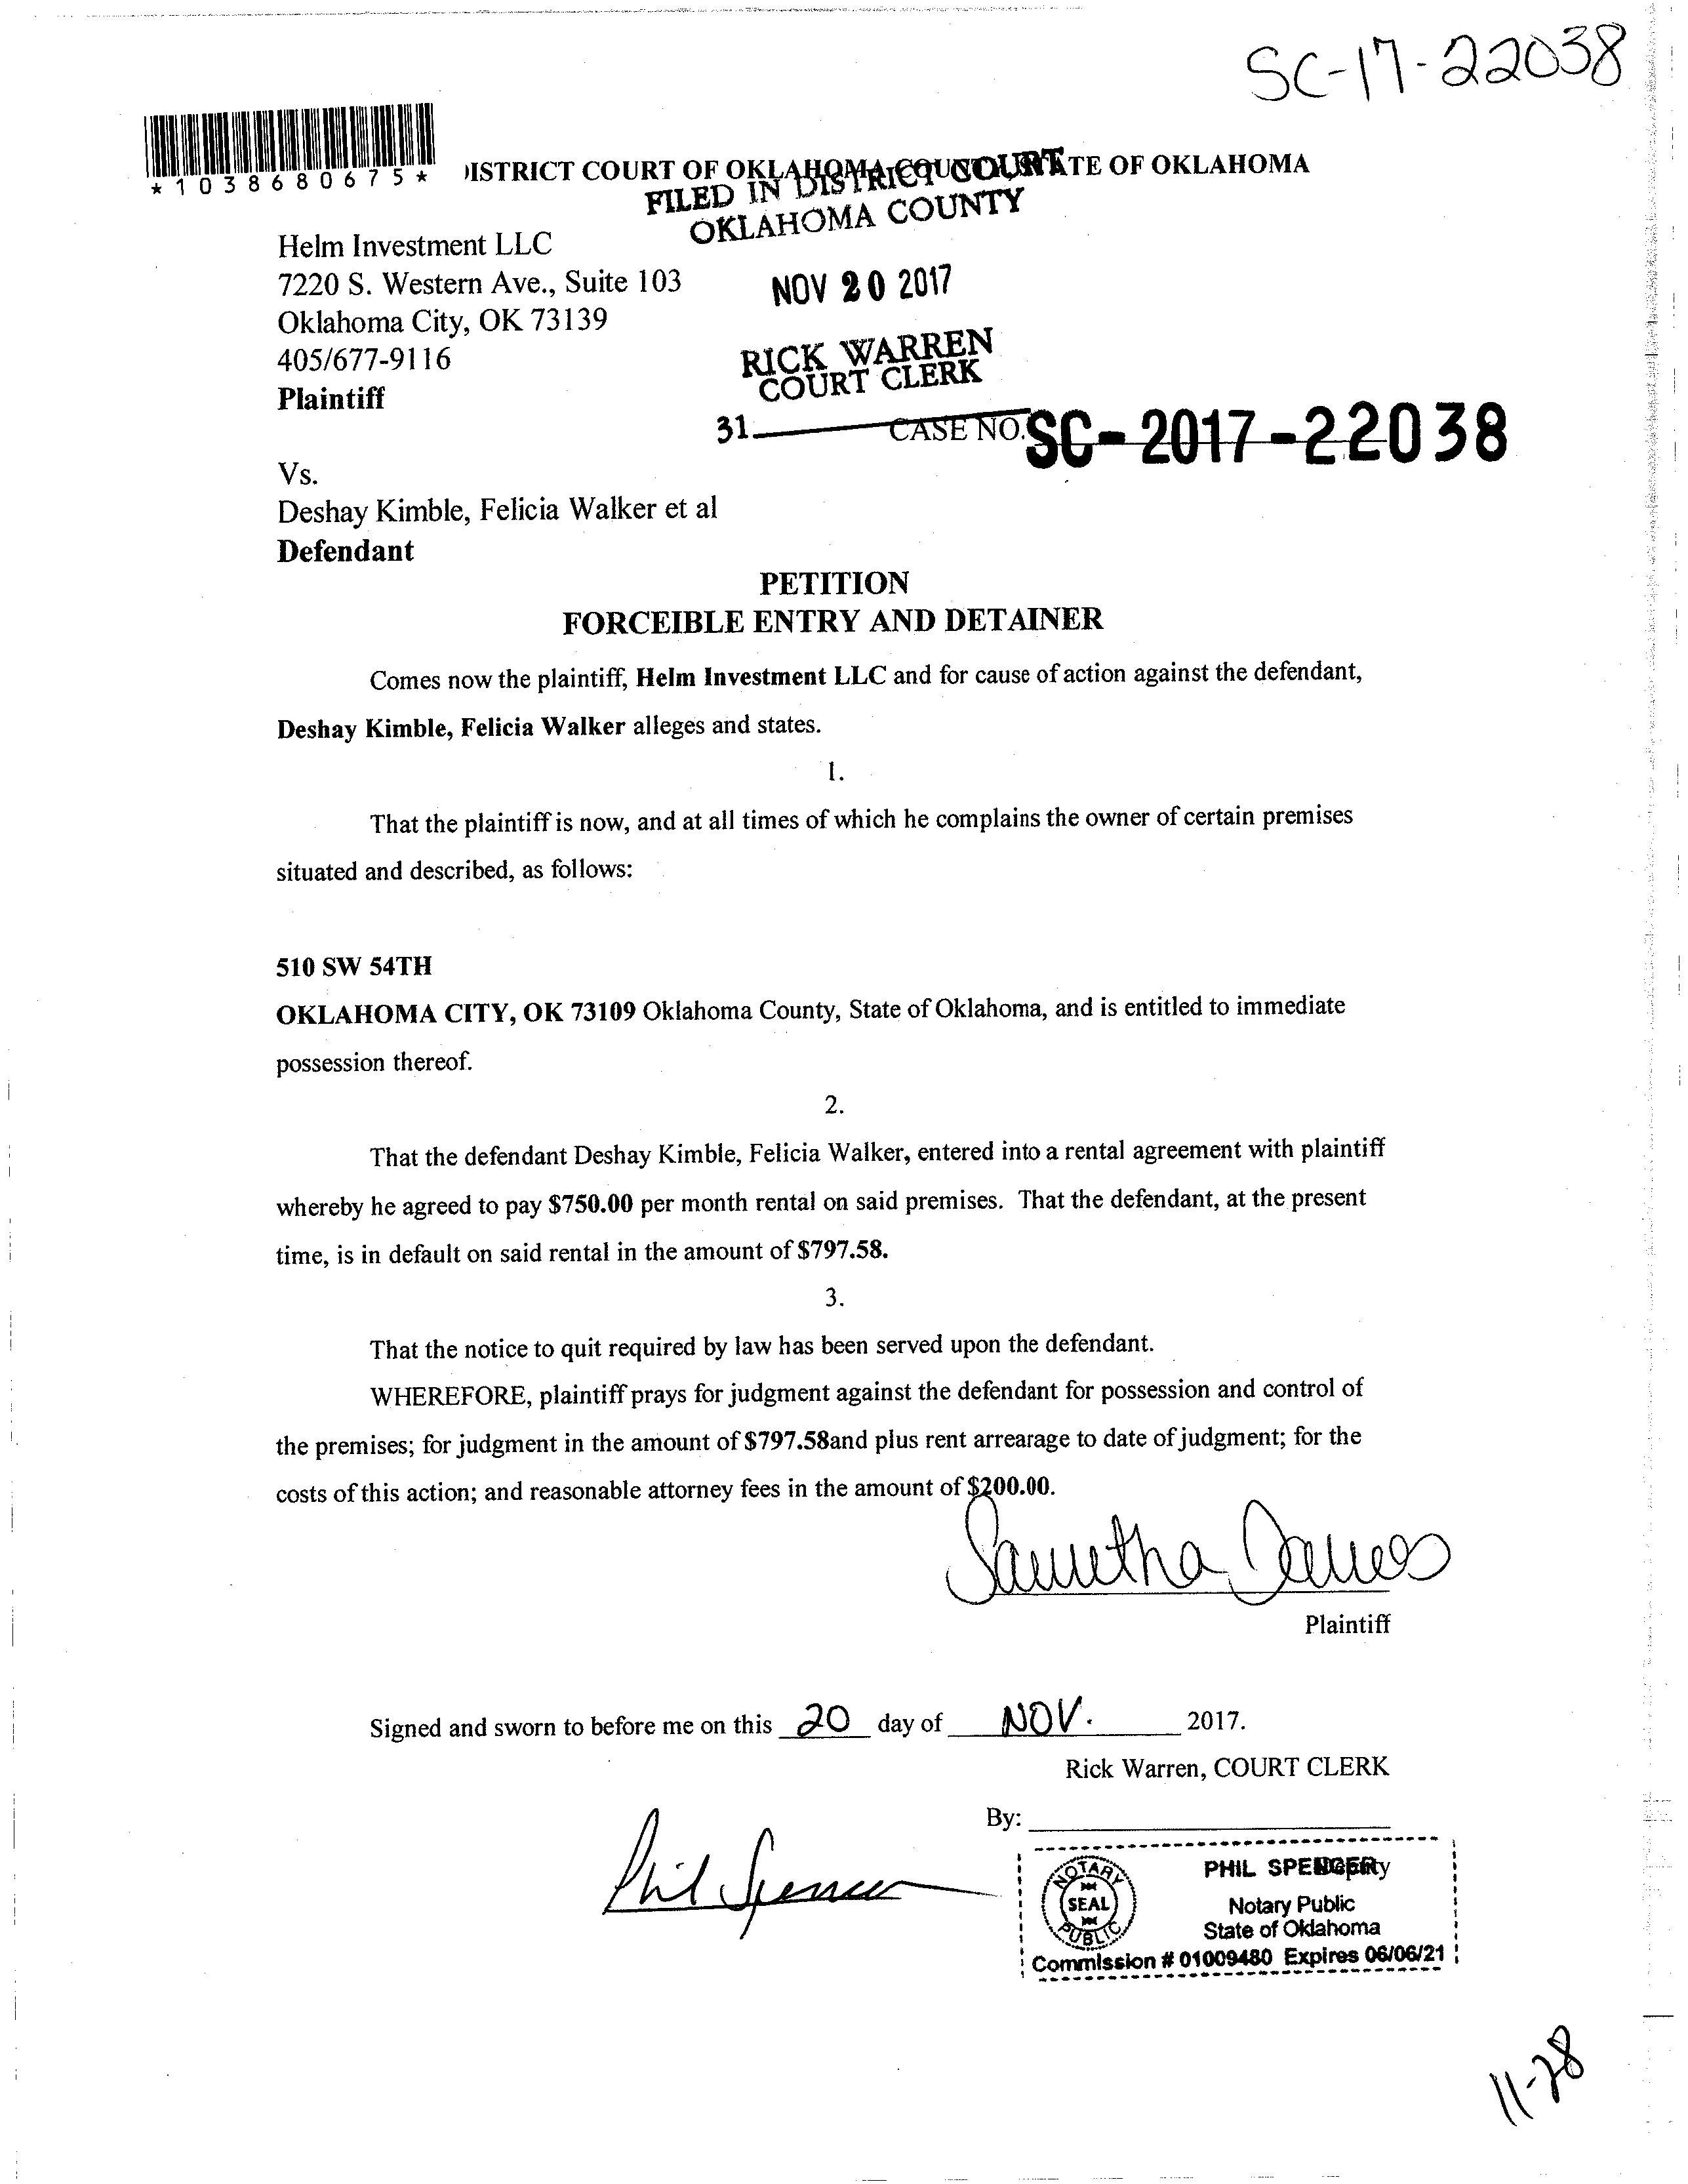 SC-17-22038
*1038680675*
ISTRICT COURT OF OKLAHOMA COUNTY, STATE OF OKLAHOMA
FILED IN DISTRICT COURT
OKLAHOMA COUNTY
Helm Investment LLC
7220 S. Western Ave., Suite 103
Oklahoma City, OK 73139
405/677-9116
Plaintiff
NOV 20 2017
RICK WARREN
COURT CLERK
31
CASE NO. SC-2017-22038
Vs.
Deshay Kimble, Felicia Walker et al
Defendant
PETITION
FORCEIBLE ENTRY AND DETAINER
Comes now the plaintiff, Helm Investment LLC and for cause of action against the defendant,
Deshay Kimble, Felicia Walker alleges and states.
1.
That the plaintiff is now, and at all times of which he complains the owner of certain premises
situated and described, as follows:
510 SW 54TH
OKLAHOMA CITY, OK 73109 Oklahoma County, State of Oklahoma, and is entitled to immediate
possession thereof.
2.
That the defendant Deshay Kimble, Felicia Walker, entered into a rental agreement with plaintiff
whereby he agreed to pay $750.00 per month rental on said premises. That the defendant, at the present
time, is in default on said rental in the amount of $797.58.
3.
That the notice to quit required by law has been served upon the defendant.
WHEREFORE, plaintiff prays for judgment against the defendant for possession and control of
the premises; for judgment in the amount of $797.58and plus rent arrearage to date of judgment; for the
costs of this action; and reasonable attorney fees in the amount of $200.00.
Sametha James
Plaintiff
Signed and sworn to before me on this 20 day of NOV. 2017.
Rick Warren, COURT CLERK
By:
Phil Spencer
NOTARY
SEAL
PUBLIC
PHIL SPENCER
Notary Public
State of Oklahoma
Commission # 01009480 Expires 06/06/21
11-28